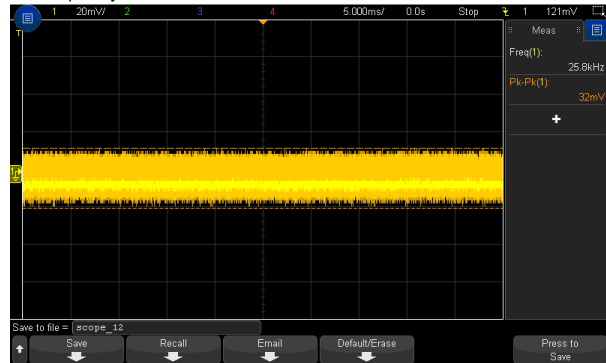 1 20mV/ 2 3 4 5.000ms/ 0.0s Stop 1 121mV
T
Meas
Freq(1):
25.8kHz
Pk-Pk(1):
32mV
+
1
Save to file = scope_12
Save Recall Email Default/Erase Press to
Save